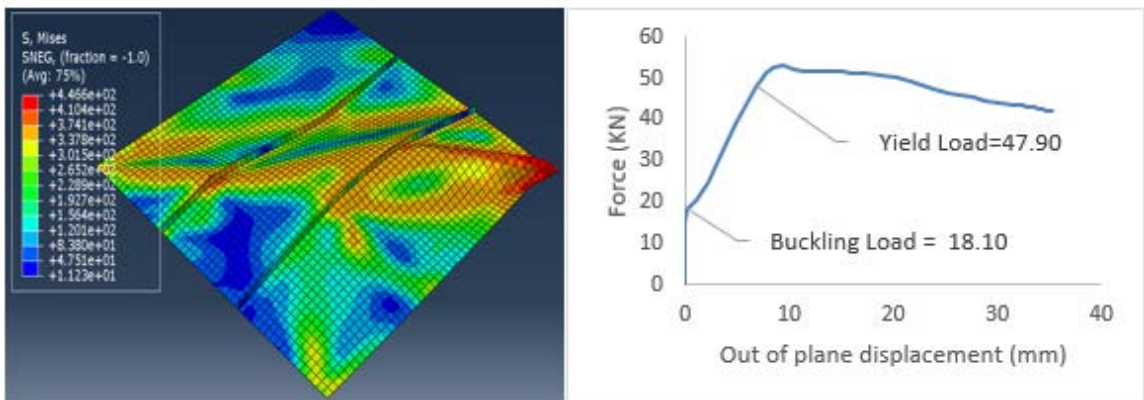 S, Mises
SNEG, (fraction = -1.0)
(Avg: 75%)
+4.466e+02
+4.104e+02
+3.741e+02
+3.378e+02
+3.015e+02
+2.652e+02
+2.289e+02
+1.927e+02
+1.564e+02
+1.201e+02
+8.380e+01
+4.751e+01
+1.123e+01
Force (KN)
60
50
40
30
20
10
0
Yield Load=47.90
Buckling Load = 18.10
0
10
20
30
40
Out of plane displacement (mm)